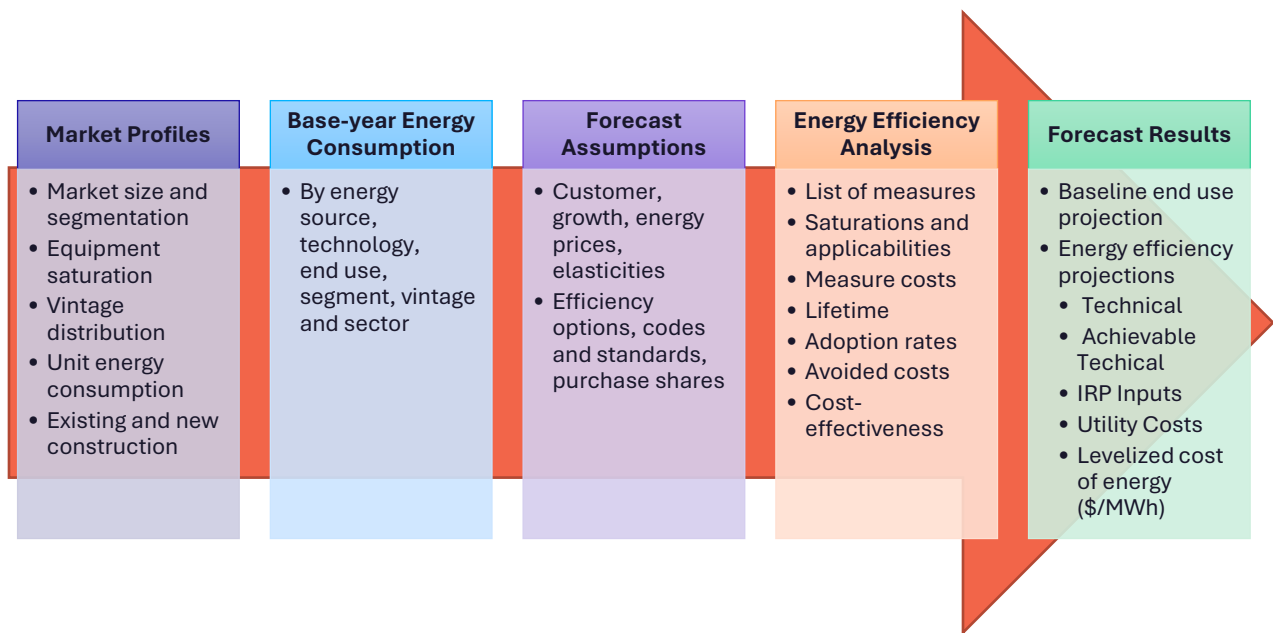 Market Profiles
• Market size and
segmentation
• Equipment
saturation
• Vintage
distribution
• Unit energy
consumption
• Existing and new
construction
Base-year Energy
Consumption
• By energy
source,
technology,
end use,
segment, vintage
and sector
Forecast
Assumptions
• Customer,
growth, energy
prices,
elasticities
• Efficiency
options, codes
and standards,
purchase shares
Energy Efficiency
Analysis
• List of measures
• Saturations and
applicabilities
• Measure costs
• Lifetime
• Adoption rates
• Avoided costs
• Cost-
effectiveness
Forecast Results
• Baseline end use
projection
• Energy efficiency
projections
• Technical
• Achievable
Techical
• IRP Inputs
• Utility Costs
• Levelized cost
of energy
($/MWh)